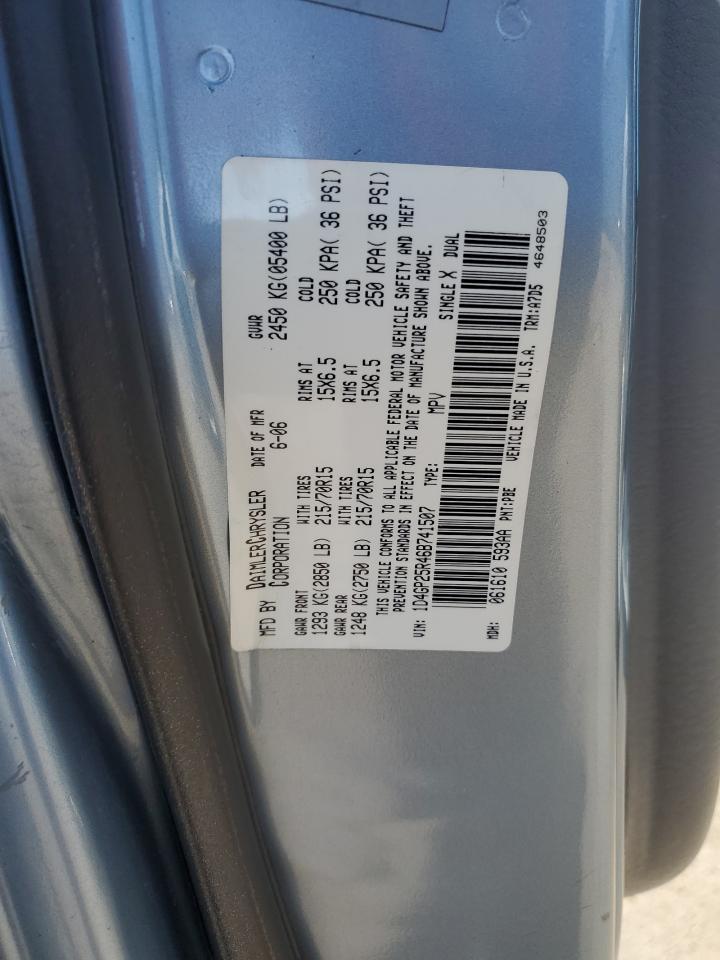 MFD BY DAIMLERCHRYSLER CORPORATION DATE OF MFR 6-06 GVWR 2450 KG(05400 LB)
GAWR FRONT WITH TIRES RIMS AT COLD
1293 KG(2850 LB) 215/70R15 15X6.5 250 KPA( 36 PSI)
GAWR REAR WITH TIRES RIMS AT COLD
1248 KG(2750 LB) 215/70R15 15X6.5 250 KPA( 36 PSI)
THIS VEHICLE CONFORMS TO ALL APPLICABLE FEDERAL MOTOR VEHICLE SAFETY AND THEFT
PREVENTION STANDARDS IN EFFECT ON THE DATE OF MANUFACTURE SHOWN ABOVE.
VIN: 1D4GP25R46B741507 TYPE: MPV SINGLE X DUAL
MDH: 061610 593AA PNT:PBE VEHICLE MADE IN U.S.A. TRM:A7D5 4648503